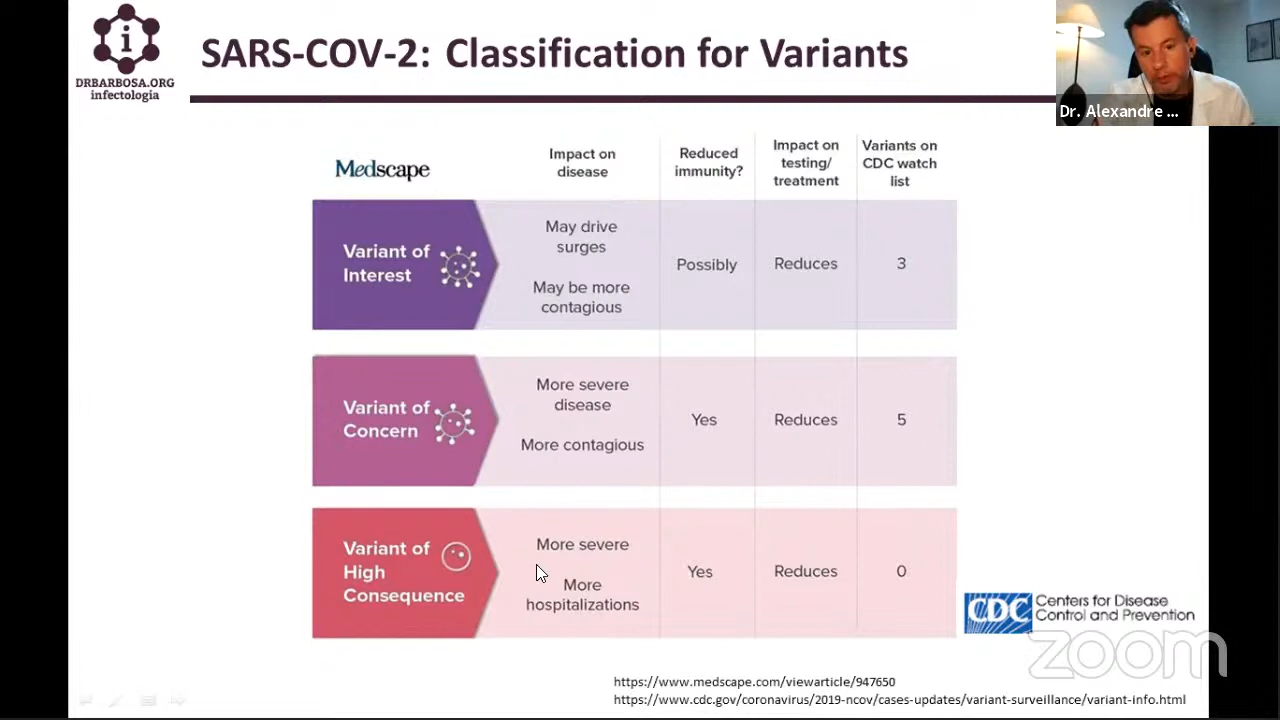 DRBARBOSA.ORG
infectologia
SARS-COV-2: Classification for Variants
Dr. Alexandre ...
Medscape
Impact on
disease
Reduced
immunity?
Impact on
testing/
treatment
Variants on
CDC watch
list
Variant of
Interest
May drive
surges
May be more
contagious
Possibly
Reduces
3
Variant of
Concern
More severe
disease
More contagious
Yes
Reduces
5
Variant of
High
Consequence
More severe
More
hospitalizations
Yes
Reduces
0
CDC
Centers for Disease
Control and Prevention
zoom
https://www.medscape.com/viewarticle/947650
https://www.cdc.gov/coronavirus/2019-ncov/cases-updates/variant-surveillance/variant-info.html